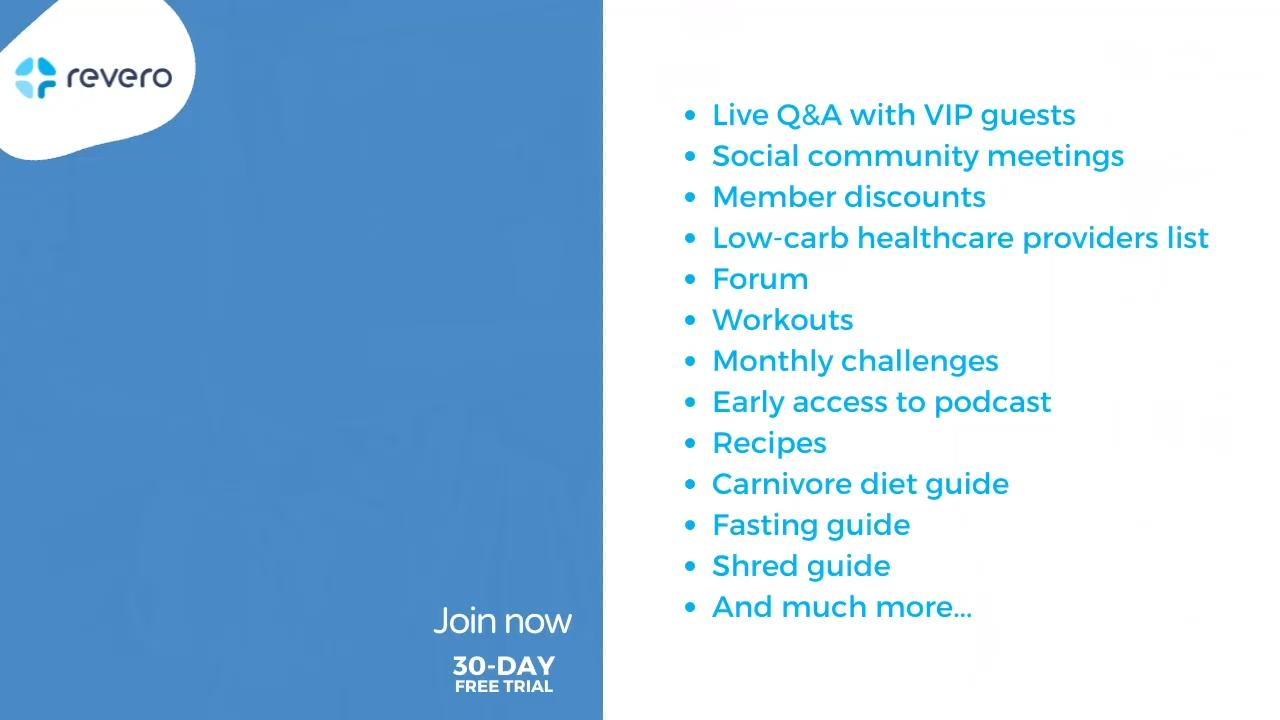 revero
Live Q&A with VIP guests
Social community meetings
Member discounts
Low-carb healthcare providers list
Forum
Workouts
Monthly challenges
Early access to podcast
Recipes
Carnivore diet guide
Fasting guide
Shred guide
And much more...
Join now
30-DAY
FREE TRIAL